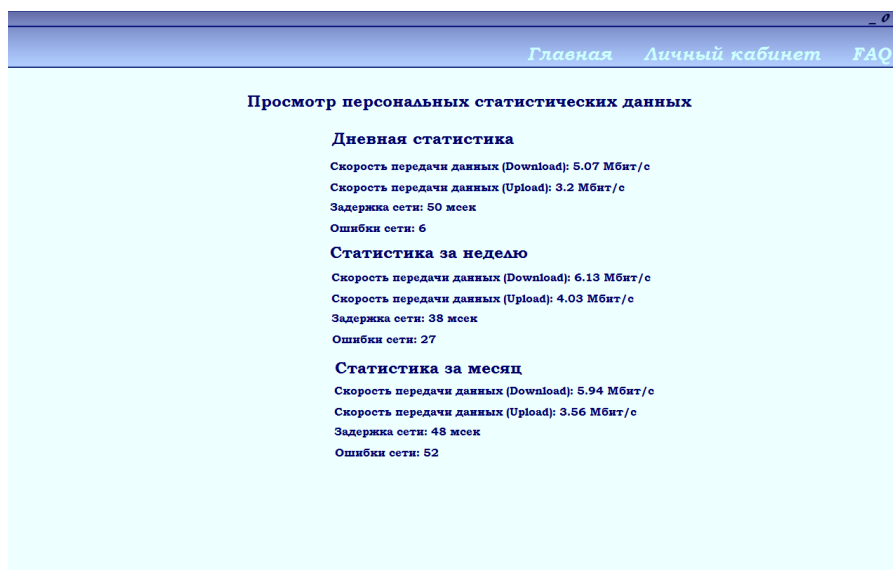 _ 0
Главная Личный кабинет FAQ
Просмотр персональных статистических данных
Дневная статистика
Скорость передачи данных (Download): 5.07 Мбит/с
Скорость передачи данных (Upload): 3.2 Мбит/с
Задержка сети: 50 мсек
Ошибки сети: 6
Статистика за неделю
Скорость передачи данных (Download): 6.13 Мбит/с
Скорость передачи данных (Upload): 4.03 Мбит/с
Задержка сети: 38 мсек
Ошибки сети: 27
Статистика за месяц
Скорость передачи данных (Download): 5.94 Мбит/с
Скорость передачи данных (Upload): 3.56 Мбит/с
Задержка сети: 48 мсек
Ошибки сети: 52